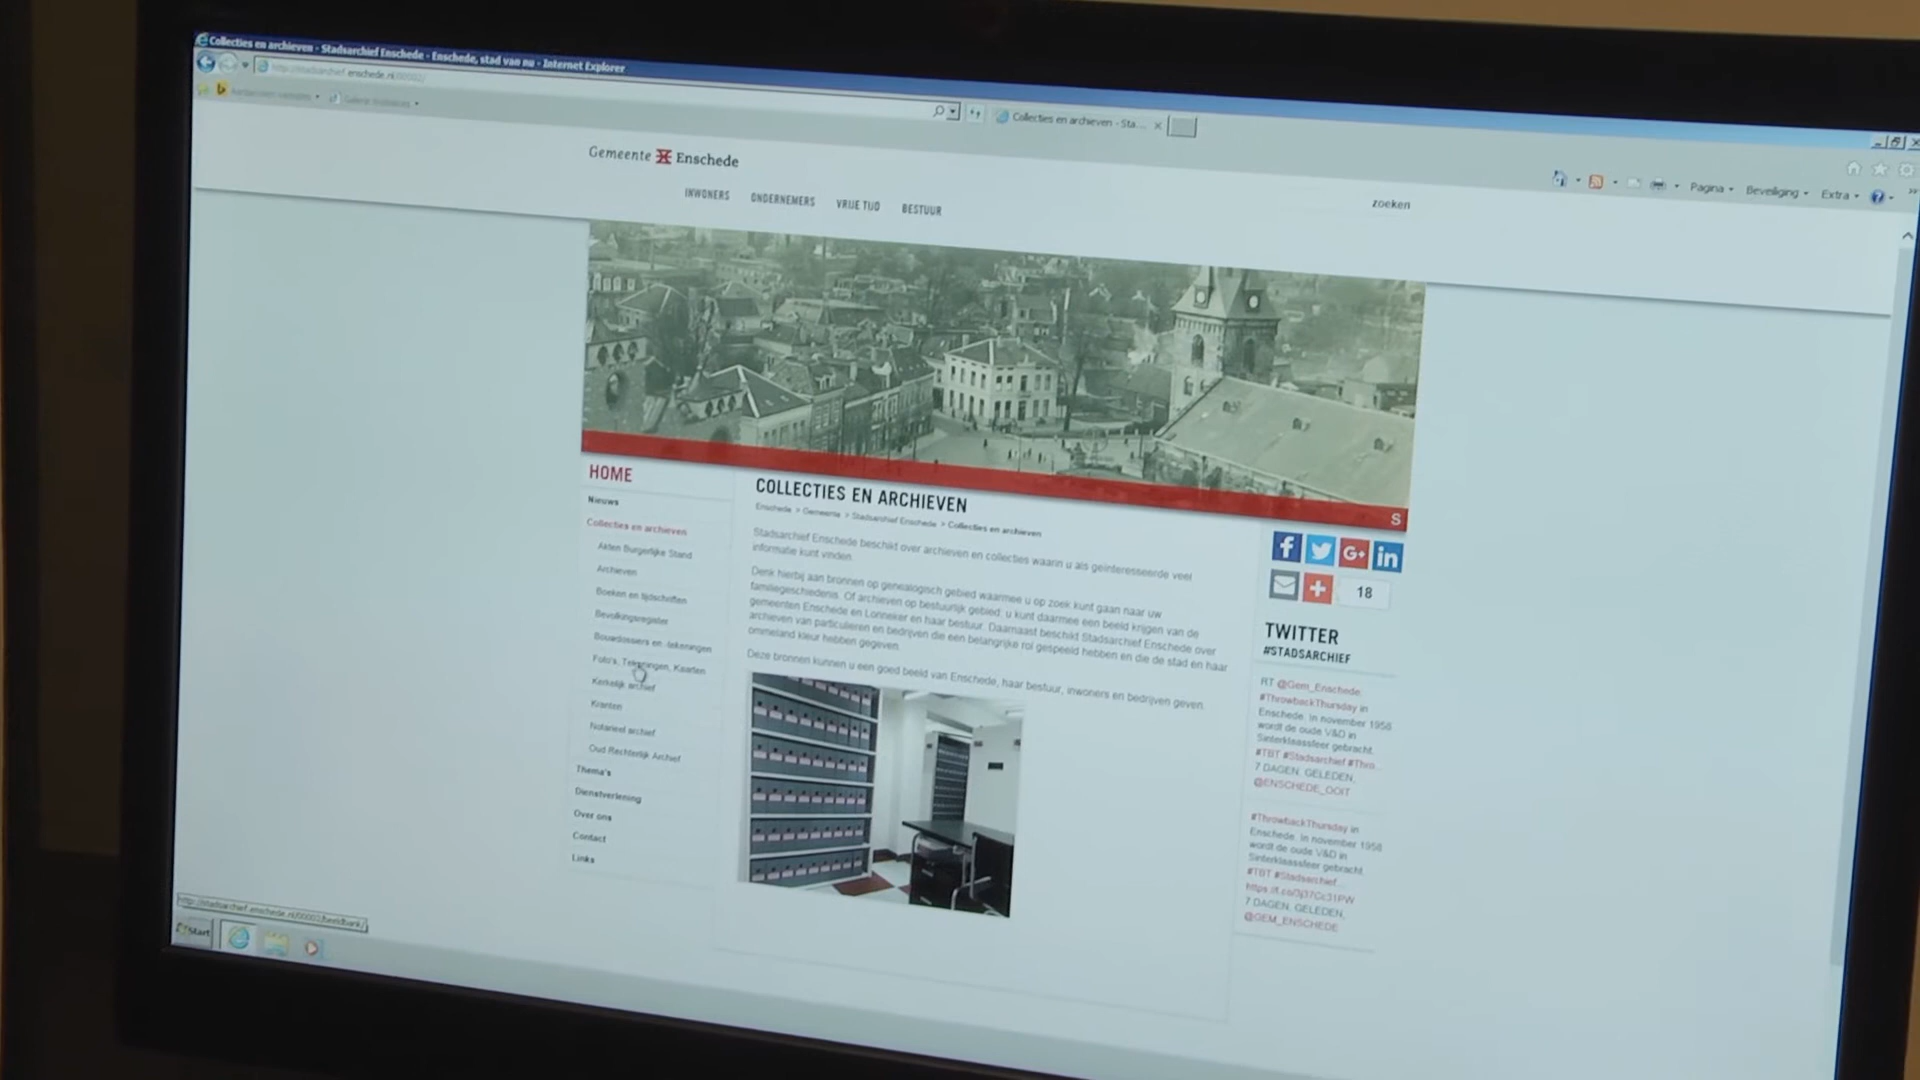 Collecties en archieven - Stadsarchief Enschede - Enschede, stad van nu - Internet Explorer
http://stadsarchief.enschede.nl/00002/
Collecties en archieven - Sta...
Pagina
Beveiliging
Extra
Gemeente Enschede
INWONERS
ONDERNEMERS
VRIJE TIJD
BESTUUR
zoeken
S
HOME
Nieuws
Collecties en archieven
Akten Burgerlijke Stand
Archieven
Boeken en tijdschriften
Bevolkingsregister
Bouwdossiers en -tekeningen
Foto's, Tekeningen, Kaarten
Kerkelijk archief
Kranten
Notarieel archief
Oud Rechterlijk Archief
Thema's
Dienstverlening
Over ons
Contact
Links
COLLECTIES EN ARCHIEVEN
Enschede > Gemeente > Stadsarchief Enschede > Collecties en archieven
Stadsarchief Enschede beschikt over archieven en collecties waarin u als geïnteresseerde veel
informatie kunt vinden.
Denk hierbij aan bronnen op genealogisch gebied waarmee u op zoek kunt gaan naar uw
familiegeschiedenis. Of archieven op bestuurlijk gebied, u kunt daarmee een beeld krijgen van de
gemeenten Enschede en Lonneker en haar bestuur. Daarnaast beschikt Stadsarchief Enschede over
archieven van particulieren en bedrijven die een belangrijke rol gespeeld hebben en die de stad en haar
ommeland kleur hebben gegeven.
Deze bronnen kunnen u een goed beeld van Enschede, haar bestuur, inwoners en bedrijven geven.
18
TWITTER
#STADSARCHIEF
RT @Gem_Enschede:
#ThrowbackThursday in
Enschede. In november 1958
wordt de oude V&D in
Sinterklaassfeer gebracht.
#TBT #Stadsarchief #Thro...
7 DAGEN, GELEDEN,
@ENSCHEDE_OOIT
#ThrowbackThursday in
Enschede. In november 1958
wordt de oude V&D in
Sinterklaassfeer gebracht.
#TBT #Stadsarchief...
7 DAGEN, GELEDEN,
@GEM_ENSCHEDE
http://stadsarchief.enschede.nl/00002/beeldbank/
Start